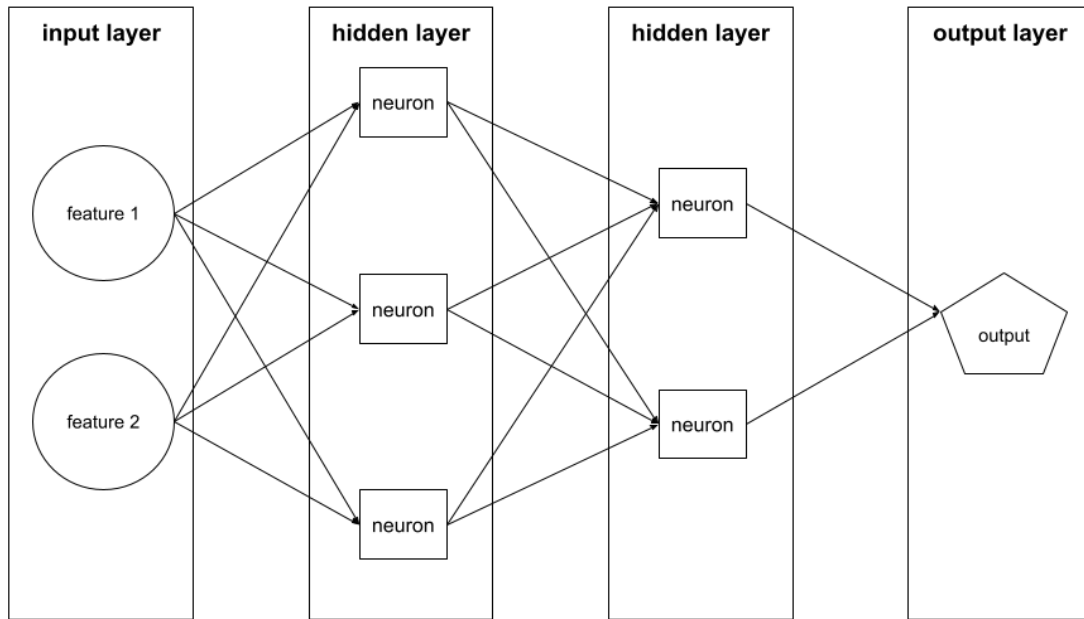 input layer
hidden layer
hidden layer
output layer
feature 1
feature 2
neuron
neuron
neuron
neuron
neuron
output